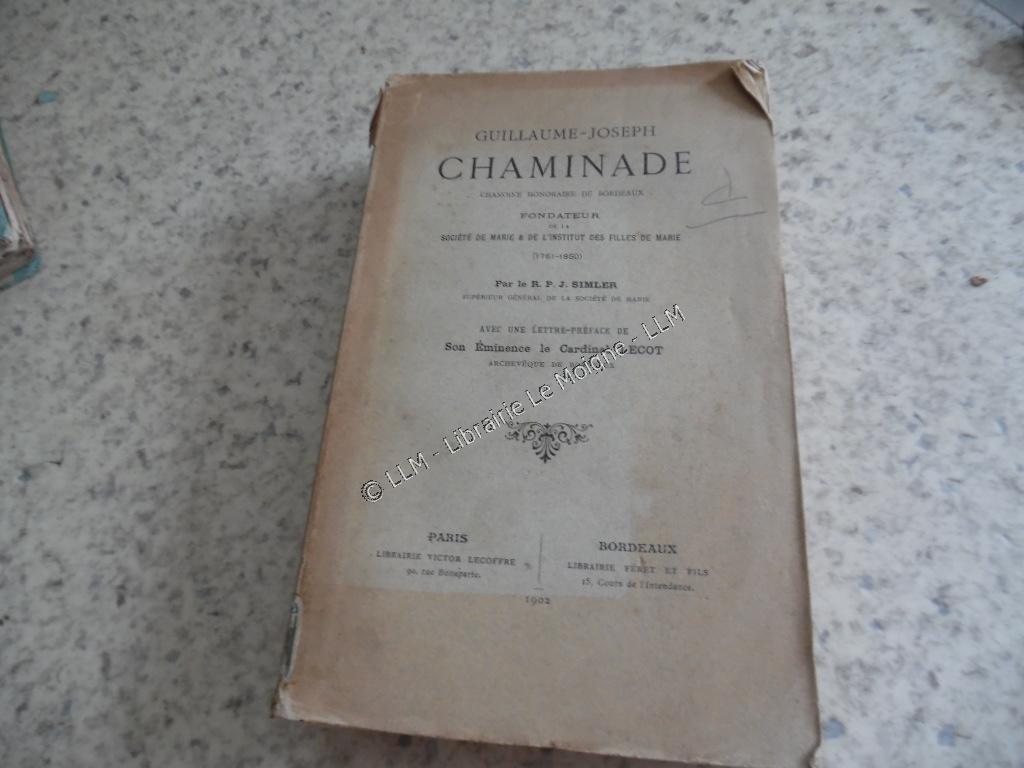 GUILLAUME-JOSEPH
CHAMINADE
CHANOINE HONORAIRE DE BORDEAUX
FONDATEUR
DE LA
SOCIÉTÉ DE MARIE & DE L'INSTITUT DES FILLES DE MARIE
(1761-1850)
Par le R. P. J. SIMLER
SUPÉRIEUR GÉNÉRAL DE LA SOCIÉTÉ DE MARIE
AVEC UNE LETTRE-PRÉFACE DE
Son Éminence le Cardinal LECOT
ARCHEVÊQUE DE
© LLM - Librairie Le Moigne - LLM
PARIS
LIBRAIRIE VICTOR LECOFFRE
90, rue Bonaparte.
BORDEAUX
LIBRAIRIE FERET ET FILS
15, Cours de l'Intendance.
1902